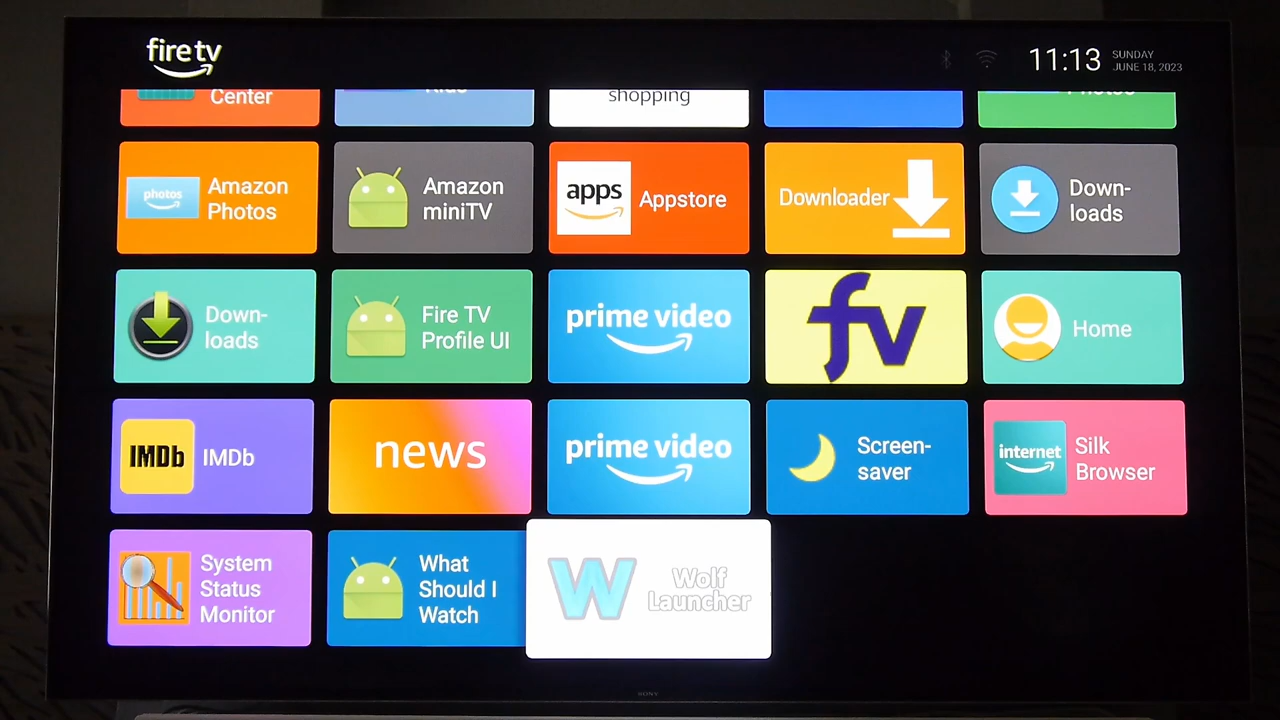 fire tv
11:13
SUNDAY
JUNE 18, 2023
Center
Kids
shopping
Photos
photos
Amazon
Photos
Amazon
miniTV
apps
Appstore
Downloader
Down-
loads
Down-
loads
Fire TV
Profile UI
prime video
fv
Home
IMDb
IMDb
news
prime video
Screen-
saver
internet
Silk
Browser
System
Status
Monitor
What
Should I
Watch
W
Wolf
Launcher
SONY